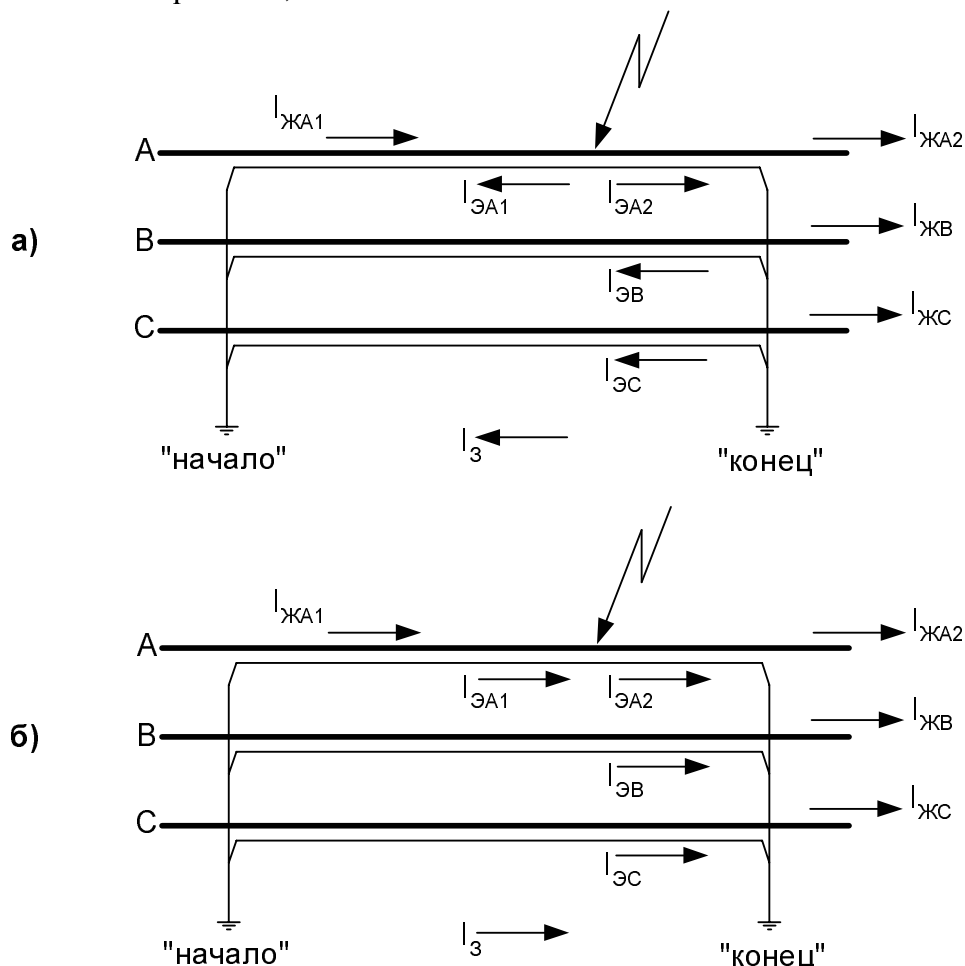 I ЖА1
I ЖА2
А
I ЭА1
I ЭА2
I ЖВ
а)
В
I ЭВ
I ЖС
С
I ЭС
"начало"
I З
"конец"
I ЖА1
I ЖА2
А
I ЭА1
I ЭА2
I ЖВ
б)
В
I ЭВ
I ЖС
С
I ЭС
"начало"
I З
"конец"